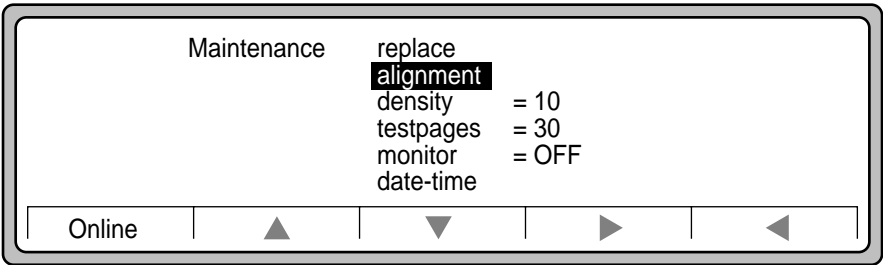 Maintenance replace
alignment
density = 10
testpages = 30
monitor = OFF
date-time
Online